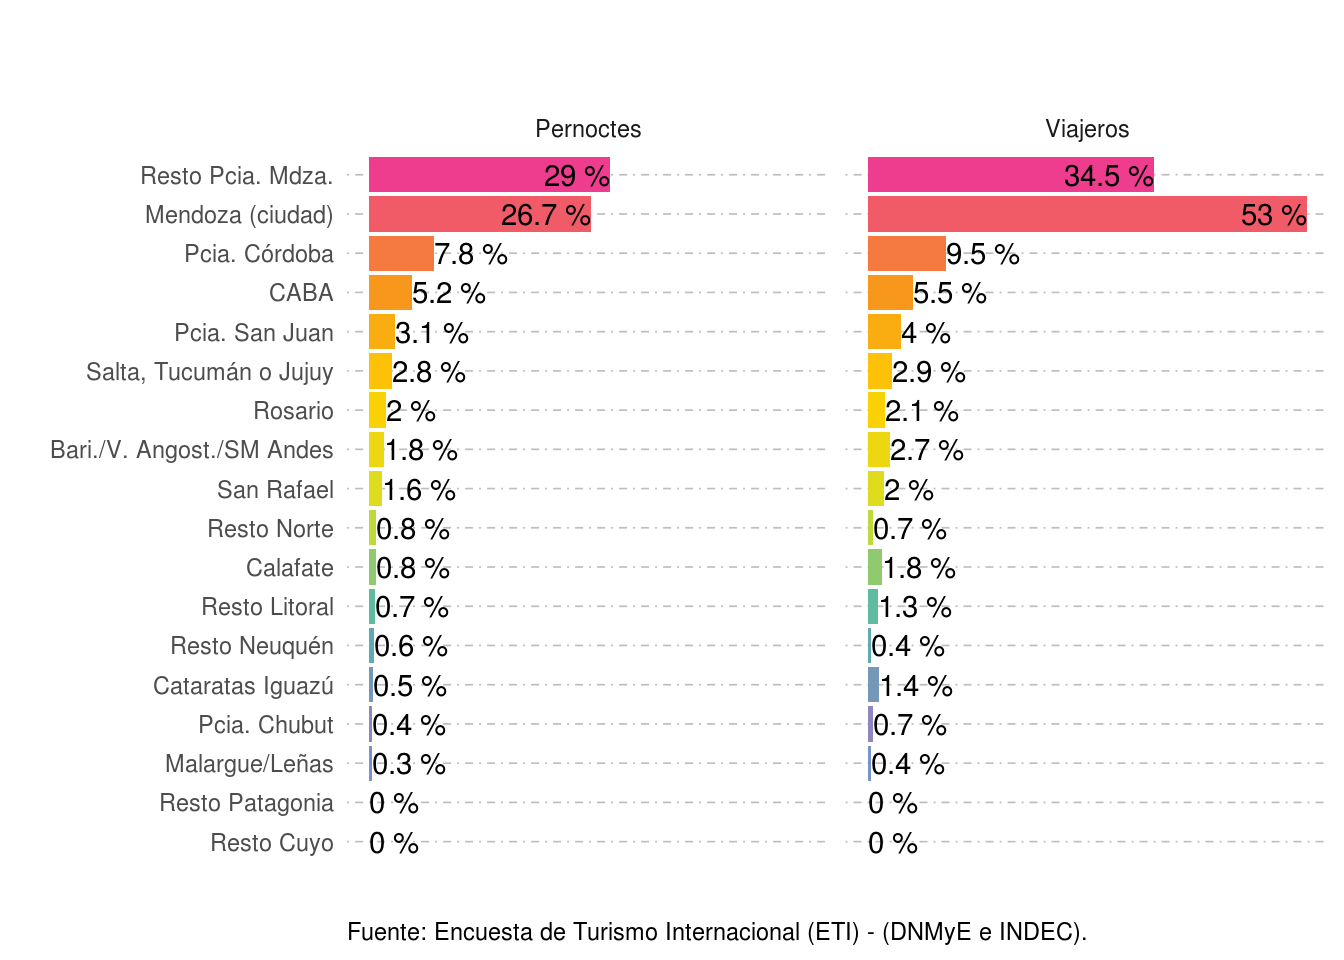 Pernoctes Viajeros
Resto Pcia. Mdza. 29 % 34.5 %
Mendoza (ciudad) 26.7 % 53 %
Pcia. Córdoba 7.8 % 9.5 %
CABA 5.2 % 5.5 %
Pcia. San Juan 3.1 % 4 %
Salta, Tucumán o Jujuy 2.8 % 2.9 %
Rosario 2 % 2.1 %
Bari./V. Angost./SM Andes 1.8 % 2.7 %
San Rafael 1.6 % 2 %
Resto Norte 0.8 % 0.7 %
Calafate 0.8 % 1.8 %
Resto Litoral 0.7 % 1.3 %
Resto Neuquén 0.6 % 0.4 %
Cataratas Iguazú 0.5 % 1.4 %
Pcia. Chubut 0.4 % 0.7 %
Malargue/Leñas 0.3 % 0.4 %
Resto Patagonia 0 % 0 %
Resto Cuyo 0 % 0 %
Fuente: Encuesta de Turismo Internacional (ETI) - (DNMyE e INDEC).